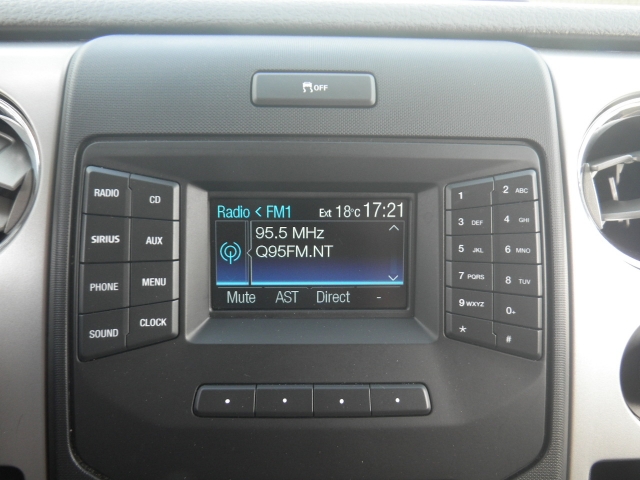 OFF
RADIO
CD
SIRIUS
AUX
PHONE
MENU
SOUND
CLOCK
Radio < FM1 Ext 18°C 17:21
95.5 MHz
Q95FM.NT
Mute AST Direct -
1
2 ABC
3 DEF
4 GHI
5 JKL
6 MNO
7 PQRS
8 TUV
9 WXYZ
0+
*
#